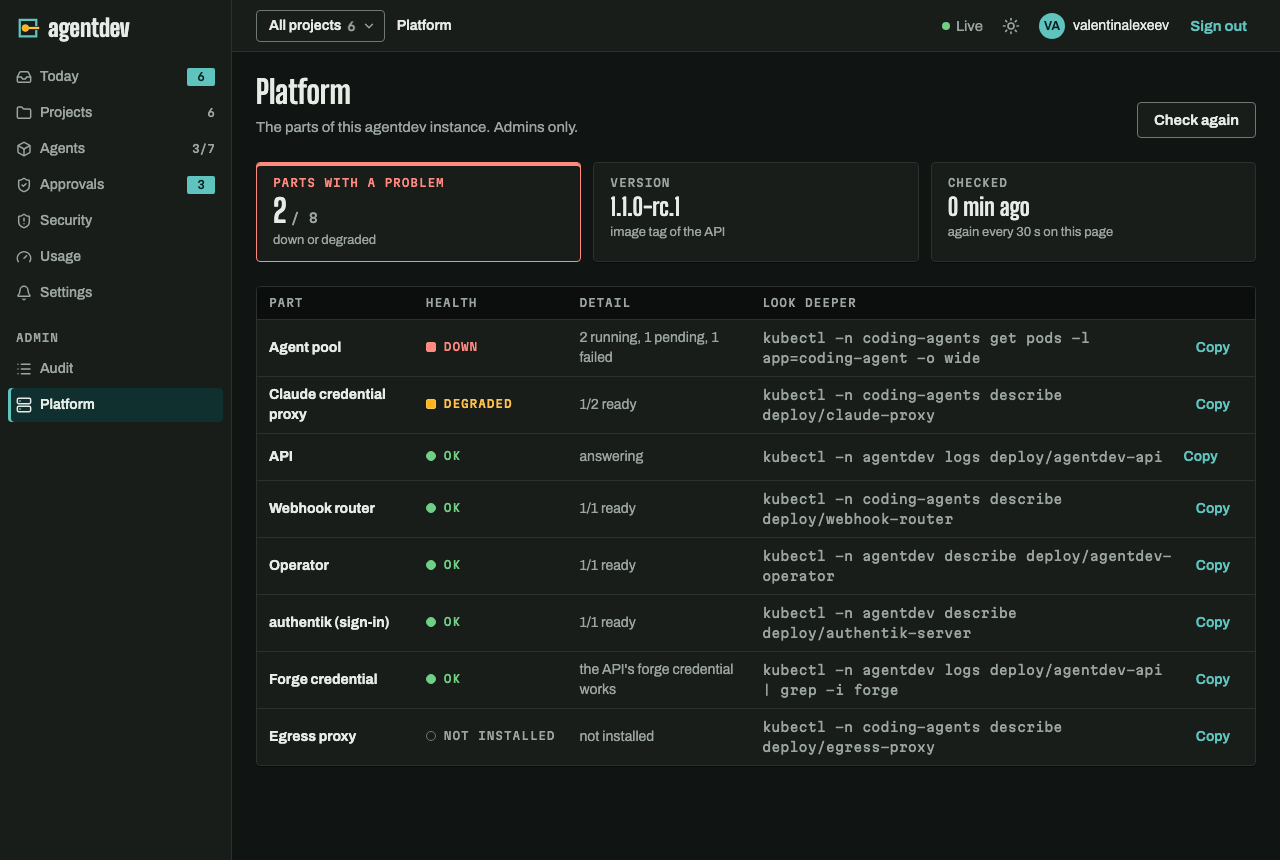 agentdev
All projects 6
Platform
Live
VA
valentinalexeev
Sign out
Today 6
Projects 6
Agents 3/7
Approvals 3
Security
Usage
Settings
ADMIN
Audit
Platform
Platform
The parts of this agentdev instance. Admins only.
Check again
PARTS WITH A PROBLEM
2 / 8
down or degraded
VERSION
1.1.0-rc.1
image tag of the API
CHECKED
0 min ago
again every 30 s on this page
PART HEALTH DETAIL LOOK DEEPER
Agent pool
DOWN
2 running, 1 pending, 1
failed
kubectl -n coding-agents get pods -l
app=coding-agent -o wide
Copy
Claude credential
proxy
DEGRADED
1/2 ready
kubectl -n coding-agents describe
deploy/claude-proxy
Copy
API
OK
answering
kubectl -n agentdev logs deploy/agentdev-api
Copy
Webhook router
OK
1/1 ready
kubectl -n coding-agents describe
deploy/webhook-router
Copy
Operator
OK
1/1 ready
kubectl -n agentdev describe deploy/agentdev-
operator
Copy
authentik (sign-in)
OK
1/1 ready
kubectl -n agentdev describe
deploy/authentik-server
Copy
Forge credential
OK
the API's forge credential
works
kubectl -n agentdev logs deploy/agentdev-api
| grep -i forge
Copy
Egress proxy
NOT INSTALLED
not installed
kubectl -n coding-agents describe
deploy/egress-proxy
Copy